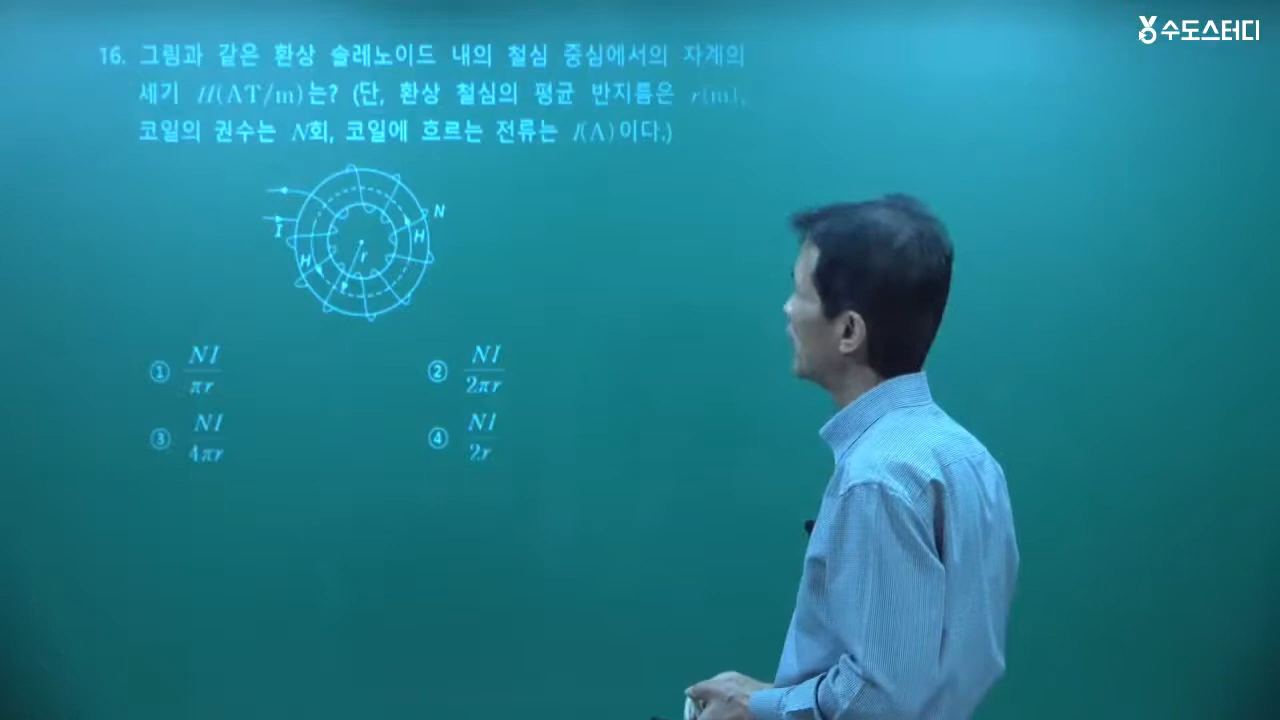 수도스터디
16. 그림과 같은 환상 솔레노이드 내의 철심 중심에서의 자계의
세기 H(AT/m)는? (단, 환상 철심의 평균 반지름은 r[m],
코일의 권수는 N회, 코일에 흐르는 전류는 I(A)이다.)
N
I
H
H
r
① NI/πr
② NI/2πr
③ NI/4πr
④ NI/2r